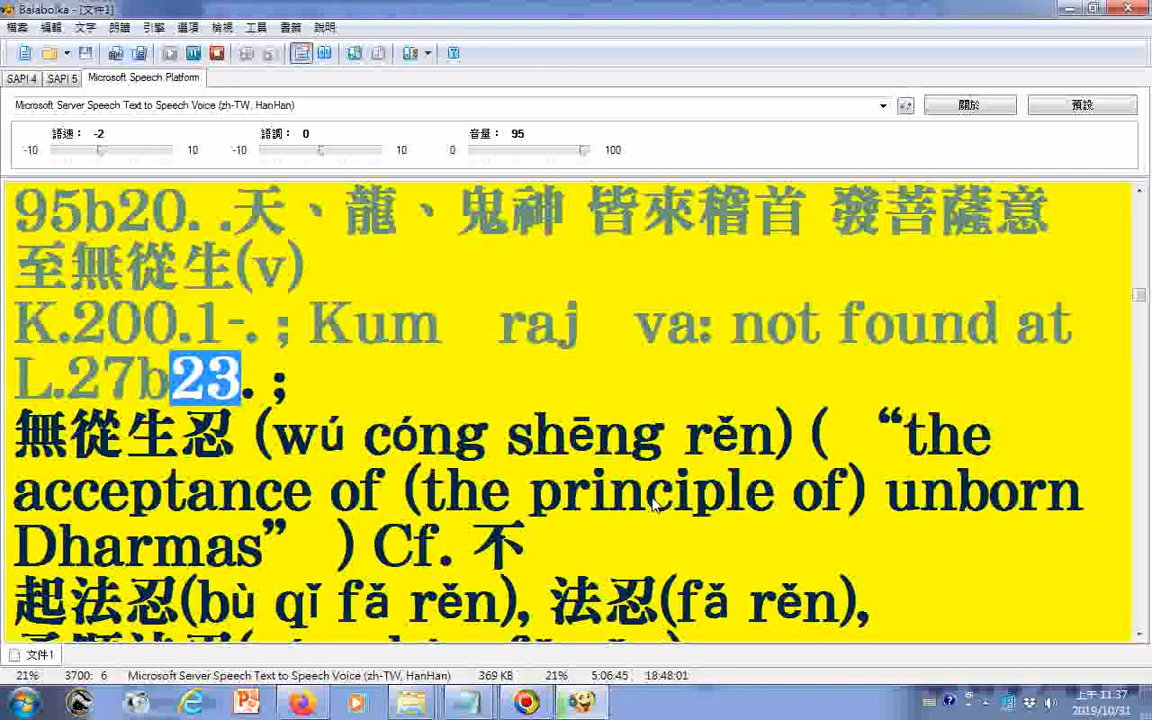 Balabolka - [文件1]
檔案 編輯 文字 朗讀 引擎 選項 檢視 工具 書籤 說明
SAPI 4 SAPI 5 Microsoft Speech Platform
Microsoft Server Speech Text to Speech Voice (zh-TW, HanHan) 關於 預設
語速： -2 語調： 0 音量： 95
-10 10 -10 10 0 100
95b20. .天、龍、鬼神 皆來稽首 發菩薩意
至無從生(v)
K.200.1-. ; Kum raj va: not found at
L.27b23. ;
無從生忍 (wú cóng shēng rěn) ( “the
acceptance of (the principle of) unborn
Dharmas” ) Cf. 不
起法忍(bù qǐ fǎ rěn), 法忍(fǎ rěn),
文件1
21% 3700: 6 Microsoft Server Speech Text to Speech Voice (zh-TW, HanHan) 369 KB 21% 5:06:45 18:48:01
上午 11:37
2019/10/31